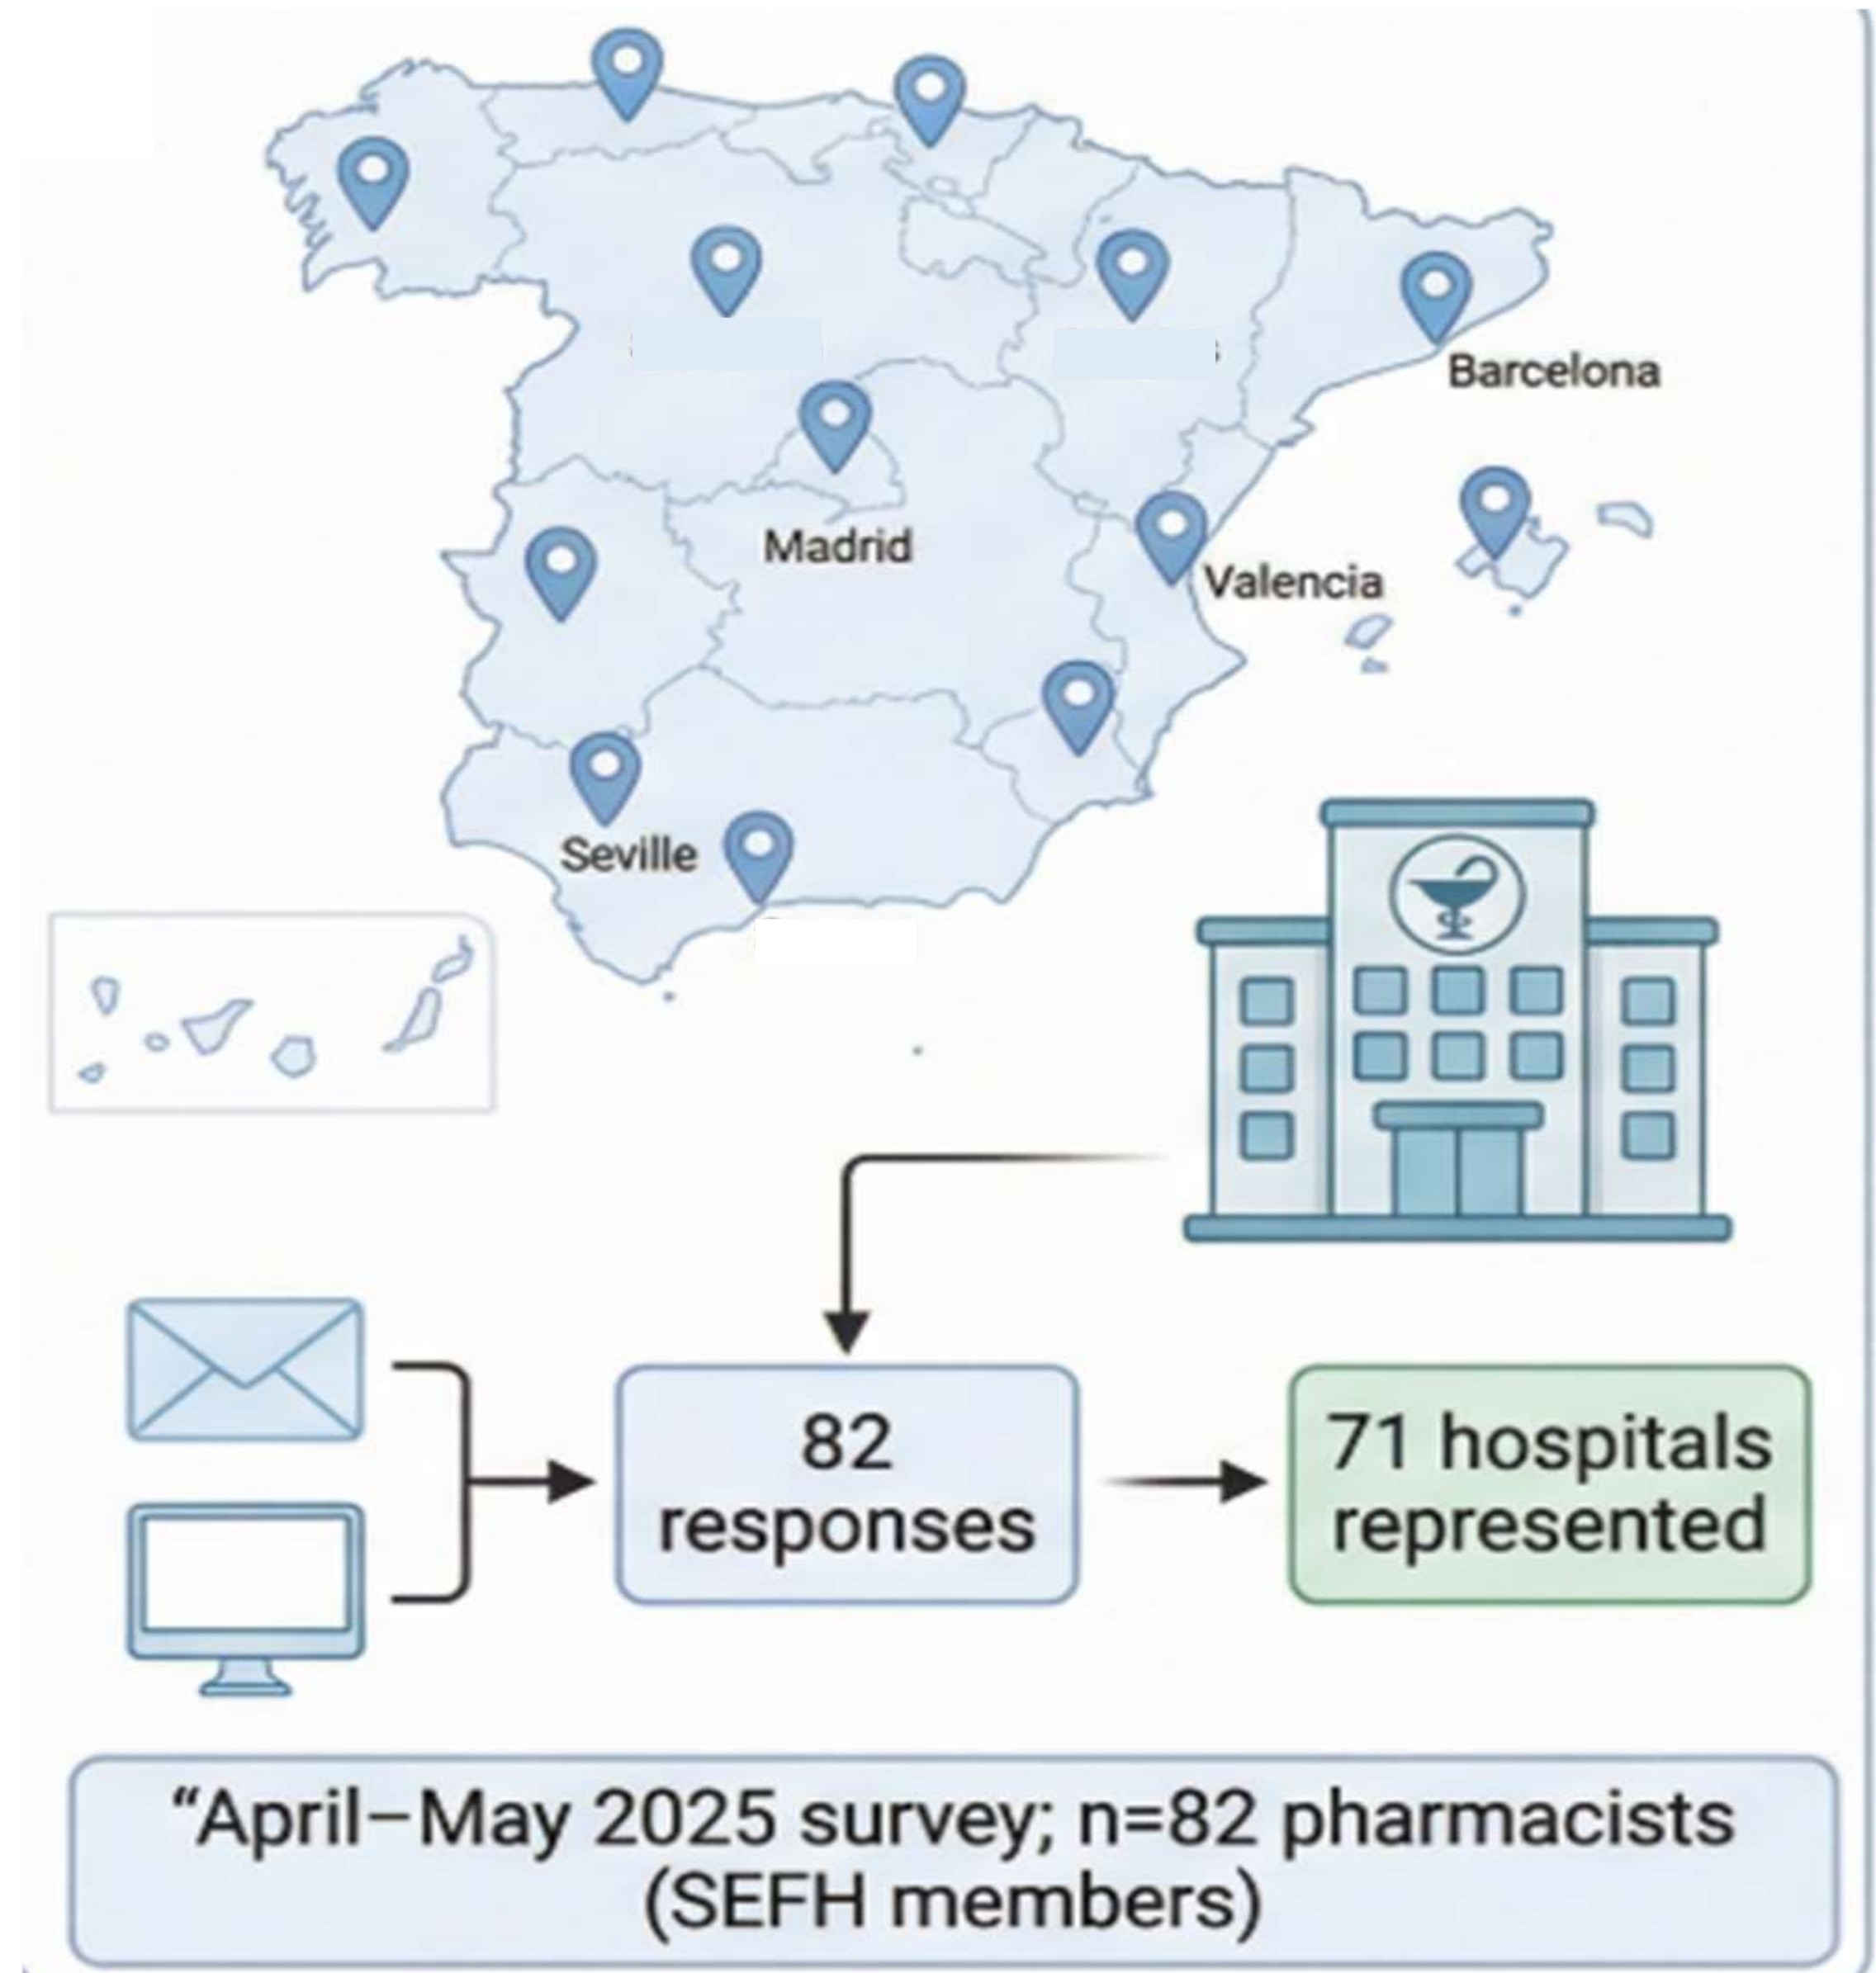 Barcelona
Madrid
Valencia
Seville
82
responses
71 hospitals
represented
“April–May 2025 survey; n=82 pharmacists
(SEFH members)